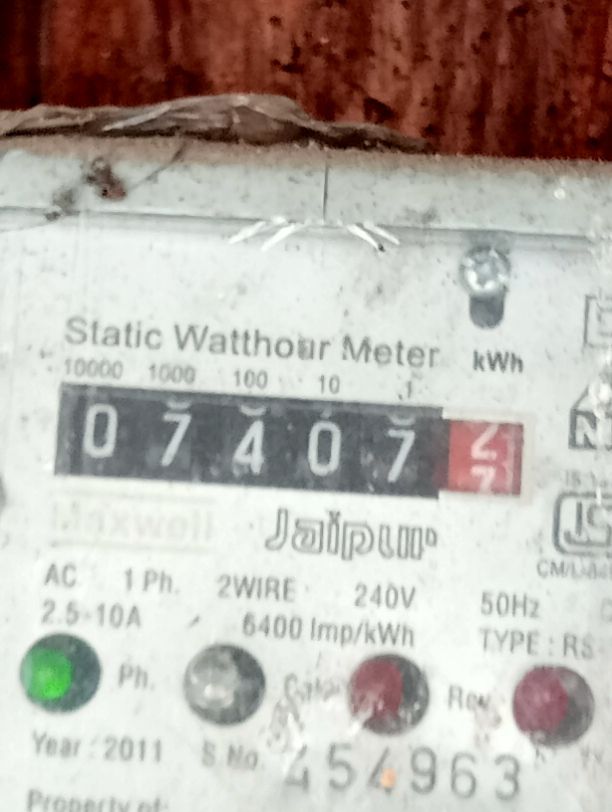 Static Watthour Meter kWh
10000 1000 100 10 1
0 7 4 0 7
Maxwell Jaipur
AC 1 Ph. 2WIRE 240V 50Hz
2.5-10A 6400 Imp/kWh TYPE : RS
Ph. Rev
Year : 2011 S.No. 454963
Property of: